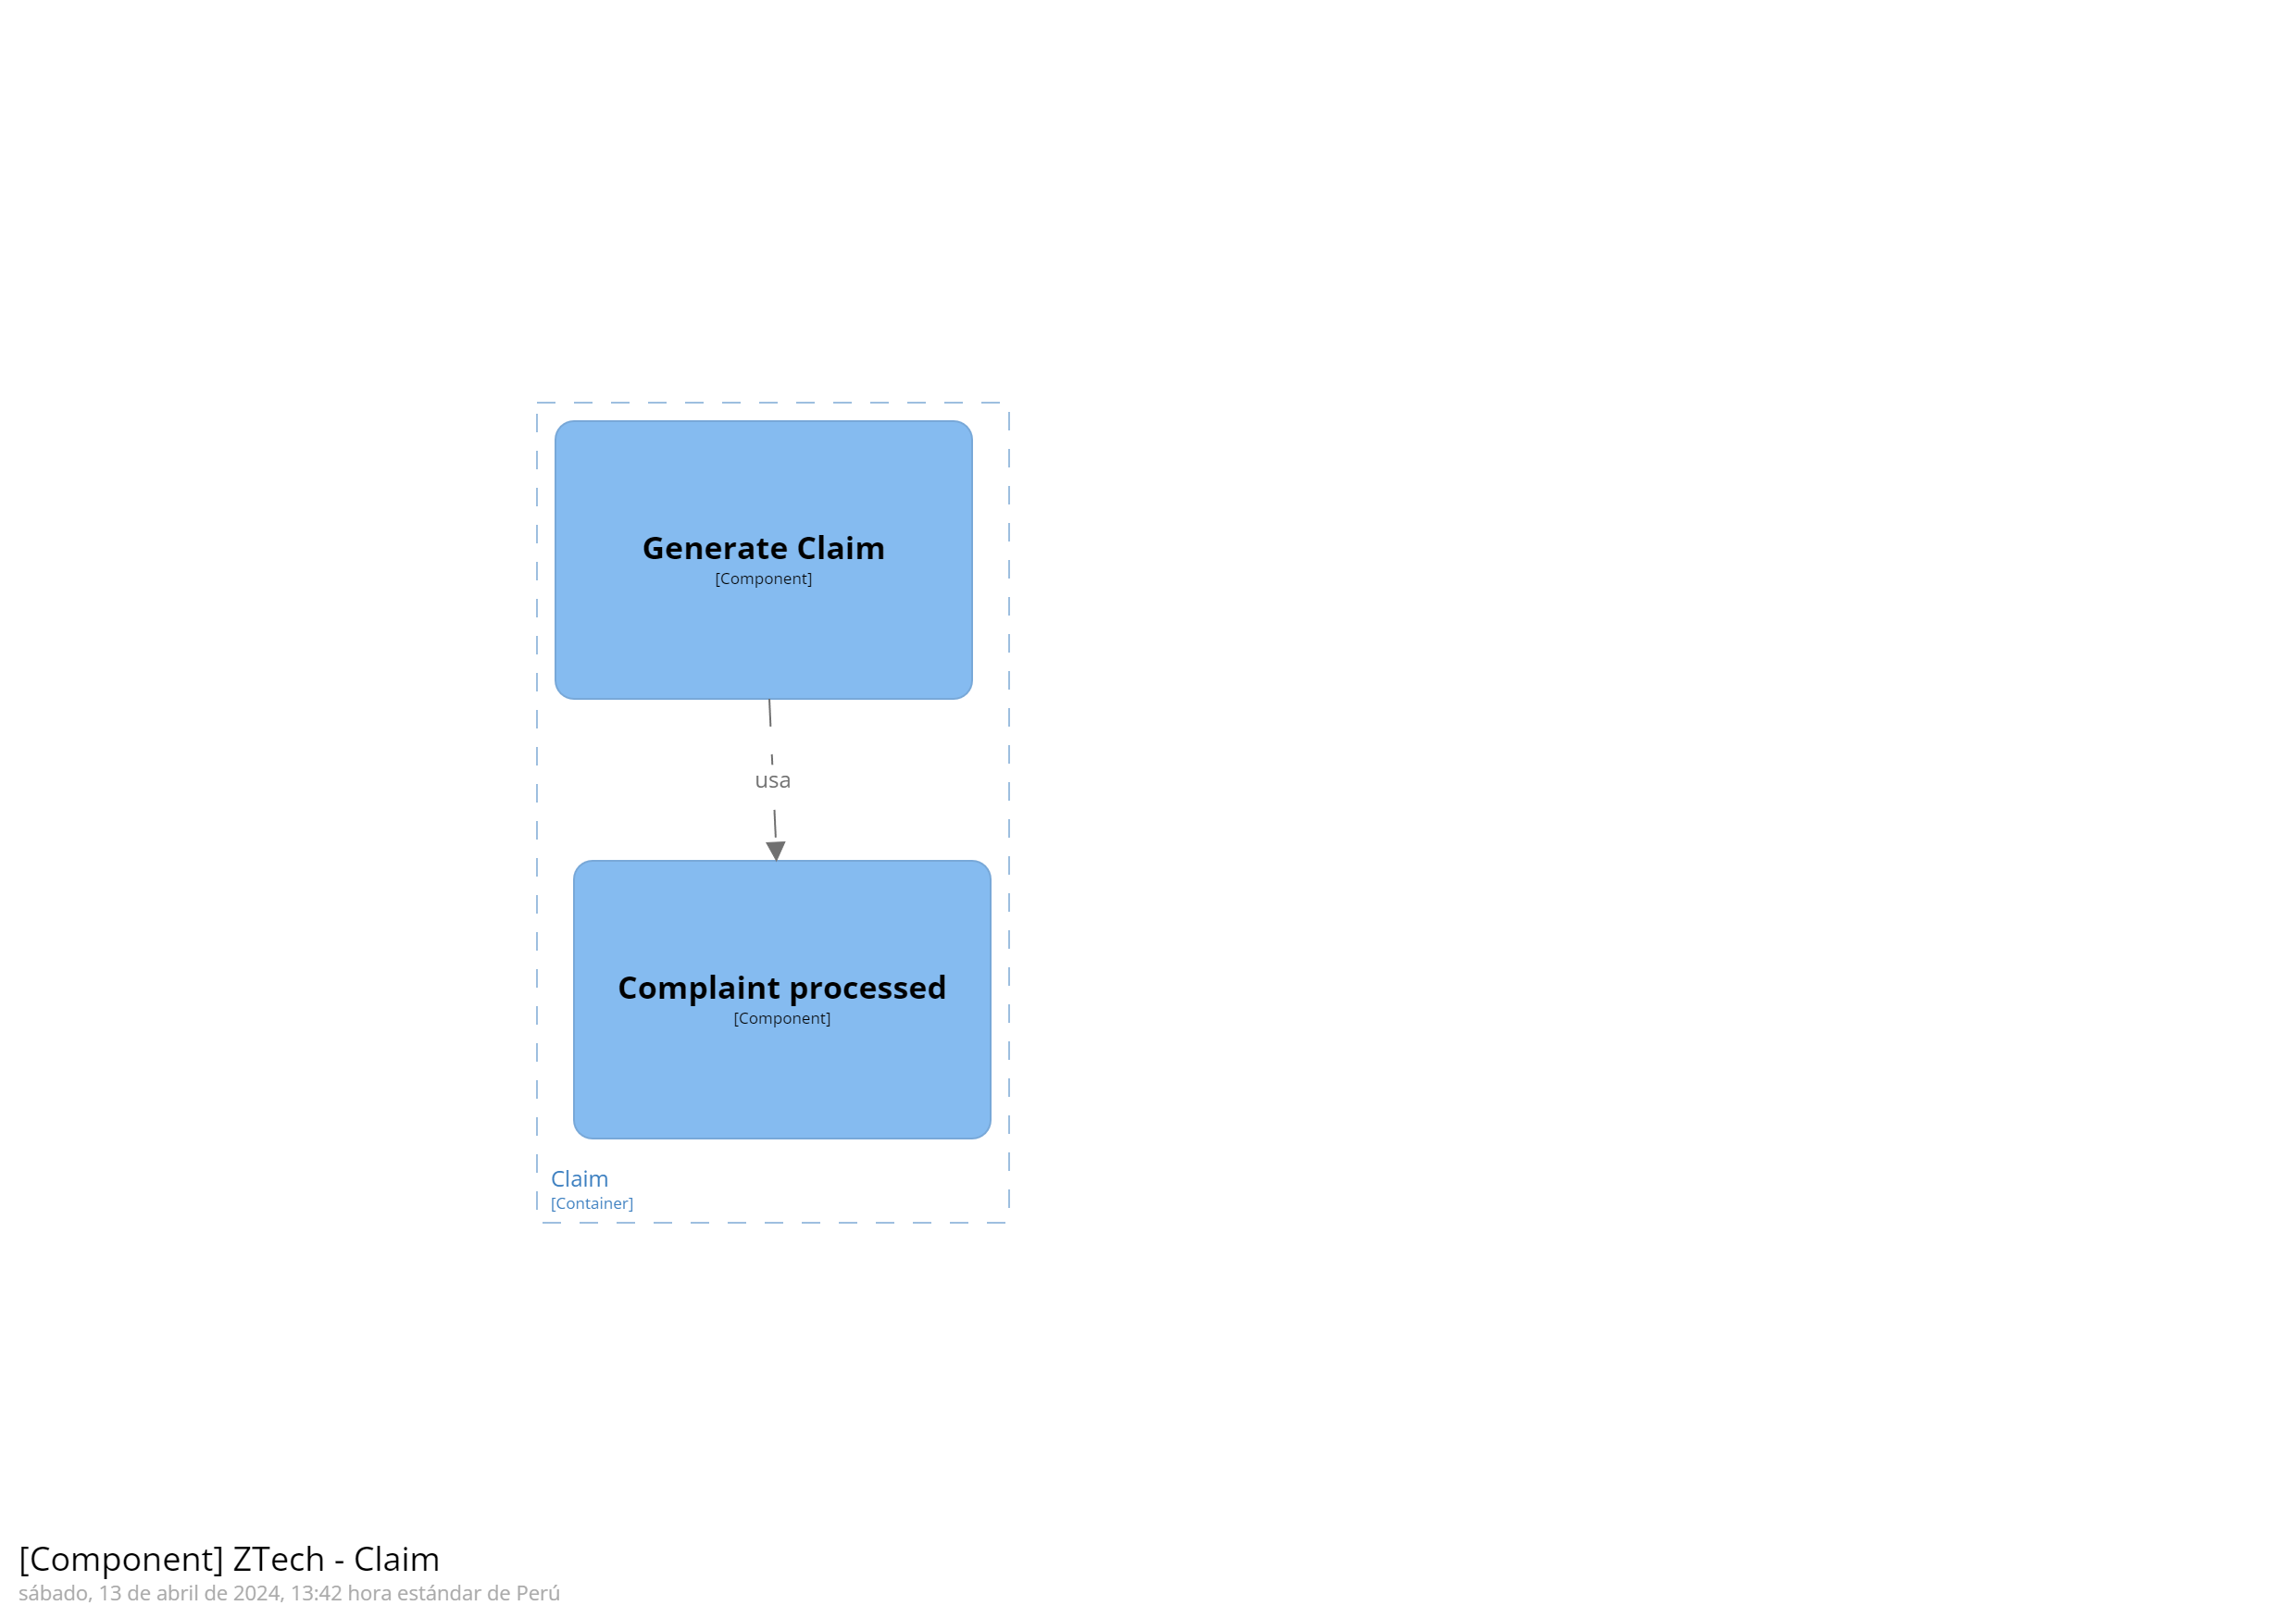 Generate Claim
[Component]
usa
Complaint processed
[Component]
Claim
[Container]
[Component] ZTech - Claim
sábado, 13 de abril de 2024, 13:42 hora estándar de Perú